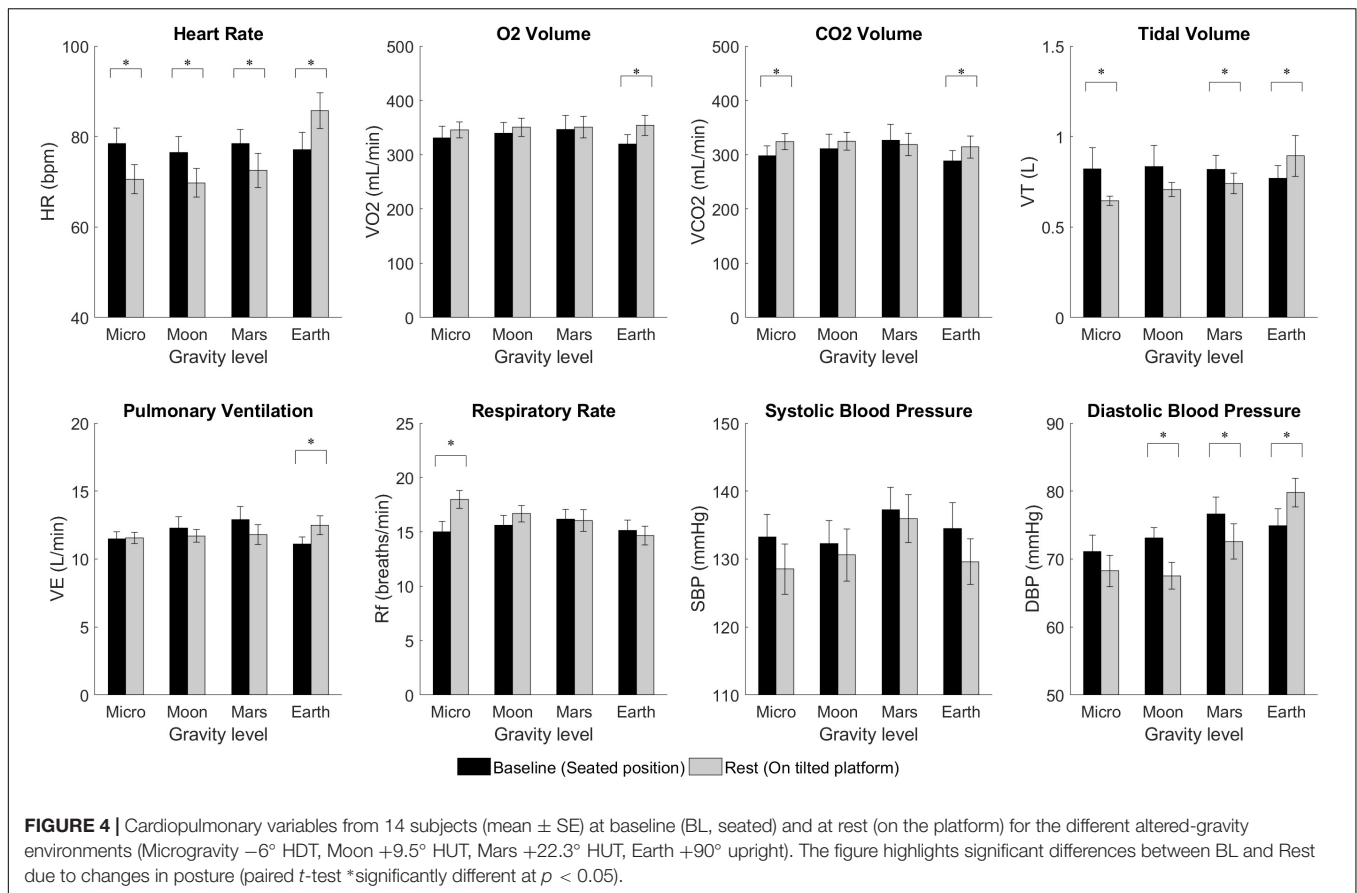 Heart Rate
100
80
60
40
HR (bpm)
* * * *
Micro Moon Mars Earth
Gravity level
O2 Volume
500
400
300
200
100
0
VO2 (mL/min)
*
Micro Moon Mars Earth
Gravity level
CO2 Volume
500
400
300
200
100
0
VCO2 (mL/min)
* *
Micro Moon Mars Earth
Gravity level
Tidal Volume
1.5
1
0.5
0
VT (L)
* * *
Micro Moon Mars Earth
Gravity level
Pulmonary Ventilation
20
15
10
5
0
VE (L/min)
*
Micro Moon Mars Earth
Gravity level
Respiratory Rate
25
20
15
10
5
0
Rf (breaths/min)
*
Micro Moon Mars Earth
Gravity level
Systolic Blood Pressure
150
140
130
120
110
SBP (mmHg)
Micro Moon Mars Earth
Gravity level
Diastolic Blood Pressure
90
80
70
60
50
DBP (mmHg)
* * *
Micro Moon Mars Earth
Gravity level
Baseline (Seated position) Rest (On tilted platform)
FIGURE 4 | Cardiopulmonary variables from 14 subjects (mean ± SE) at baseline (BL, seated) and at rest (on the platform) for the different altered-gravity
environments (Microgravity −6° HDT, Moon +9.5° HUT, Mars +22.3° HUT, Earth +90° upright). The figure highlights significant differences between BL and Rest
due to changes in posture (paired t-test *significantly different at p < 0.05).